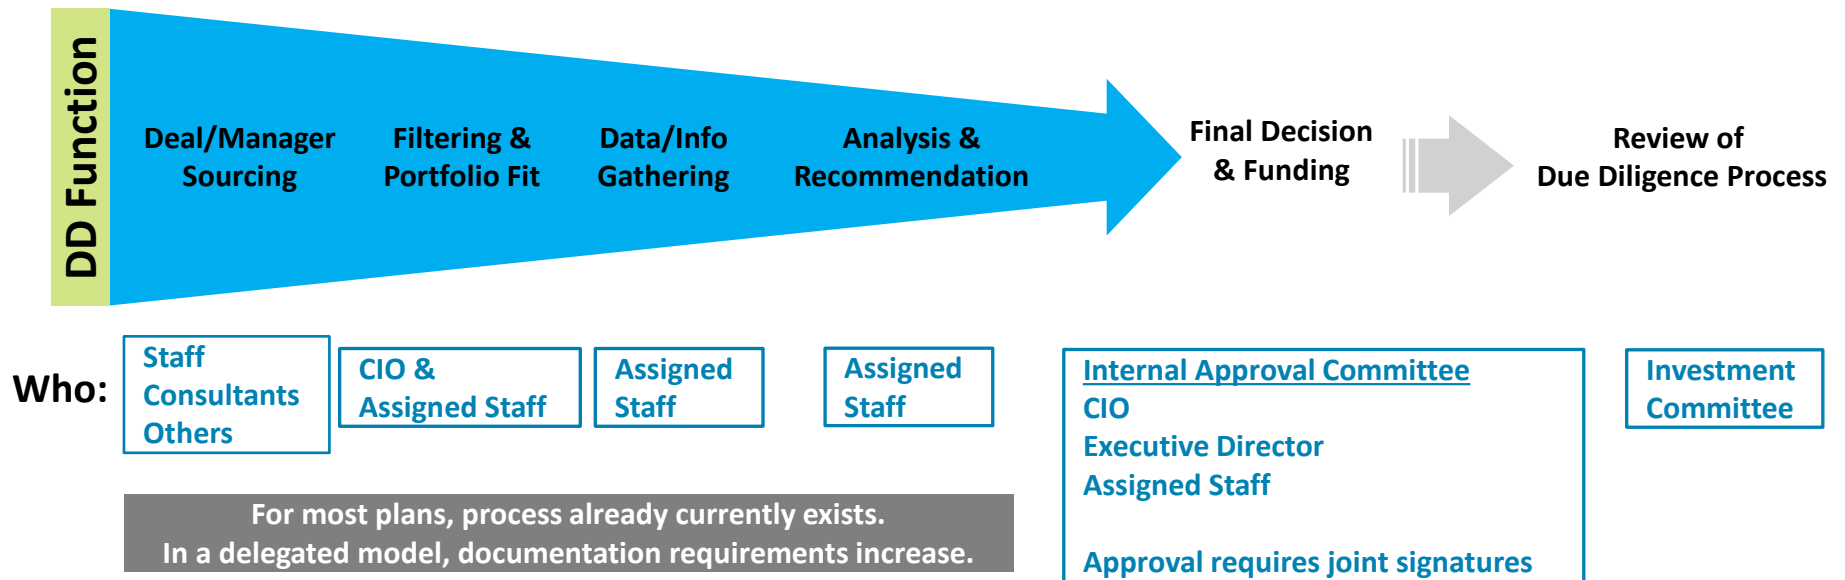 DD Function
Deal/Manager
Sourcing
Filtering &
Portfolio Fit
Data/Info
Gathering
Analysis &
Recommendation
Final Decision
& Funding
Review of
Due Diligence Process
Who:
Staff
Consultants
Others
CIO &
Assigned Staff
Assigned
Staff
Assigned
Staff
Internal Approval Committee
CIO
Executive Director
Assigned Staff
Approval requires joint signatures
Investment
Committee
For most plans, process already currently exists.
In a delegated model, documentation requirements increase.